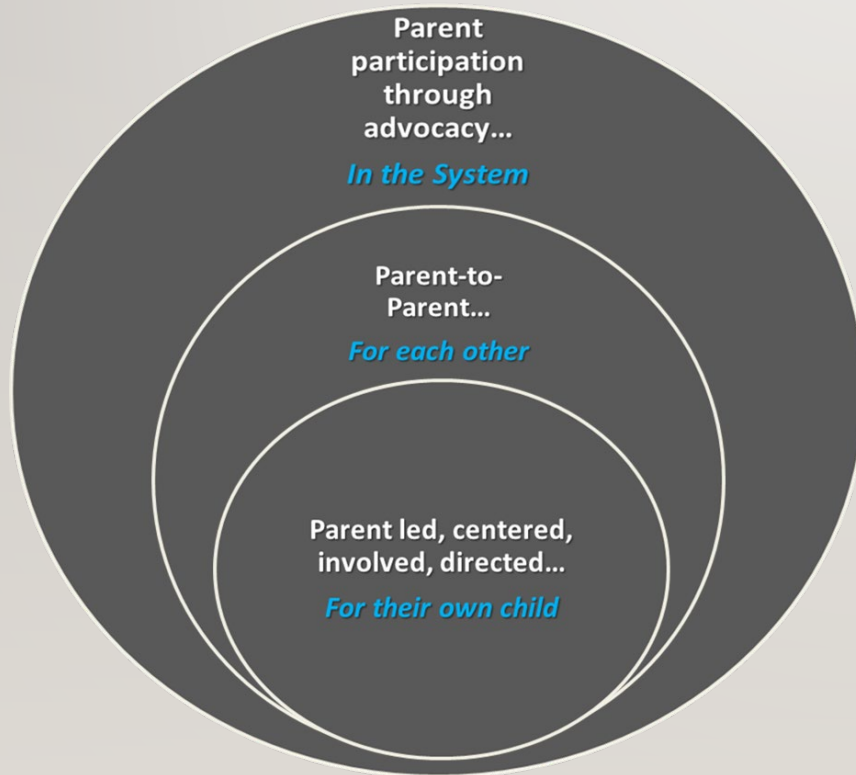 Parent
participation
through
advocacy…
In the System
Parent-to-
Parent…
For each other
Parent led, centered,
involved, directed…
For their own child